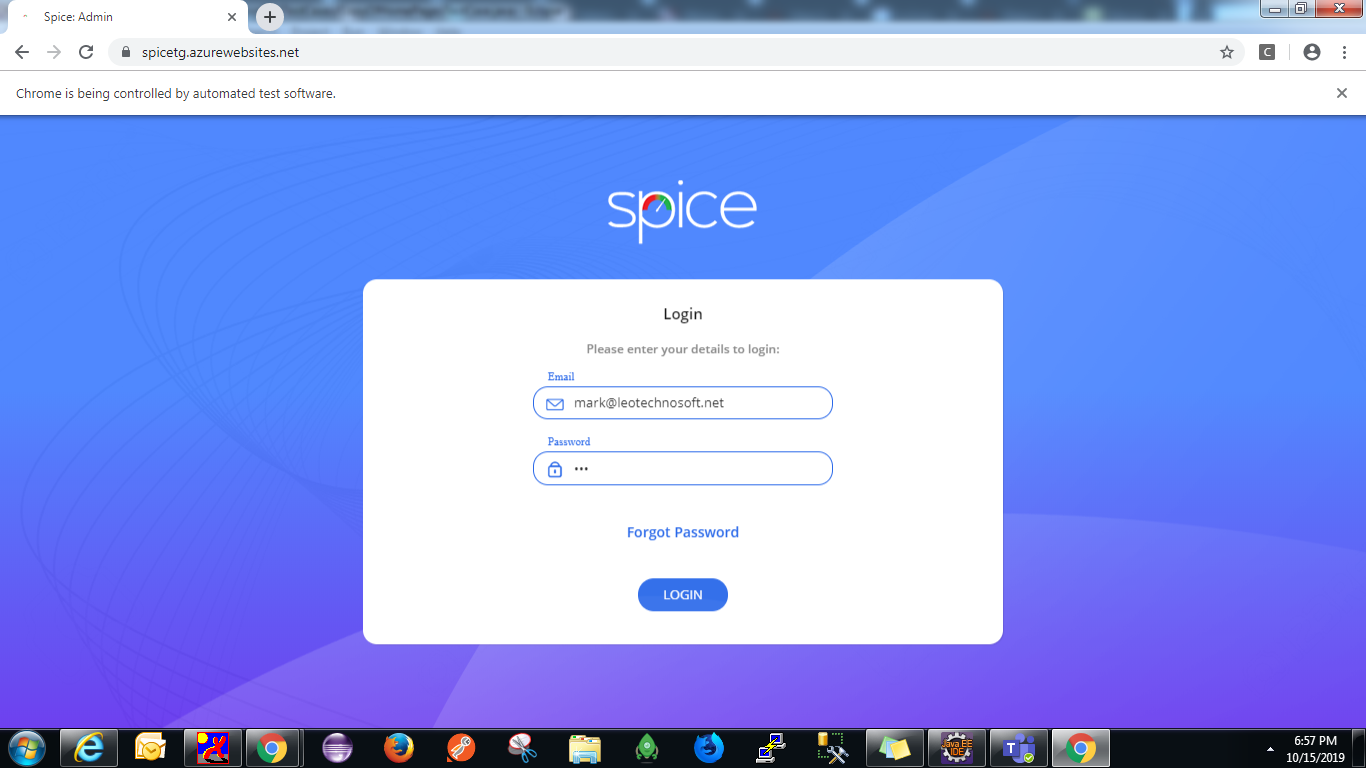 Spice: Admin
spicetg.azurewebsites.net
C
Chrome is being controlled by automated test software.
spice
Login
Please enter your details to login:
Email
mark@leotechnosoft.net
Password
•••
Forgot Password
LOGIN
Java EE
IDE
6:57 PM
10/15/2019